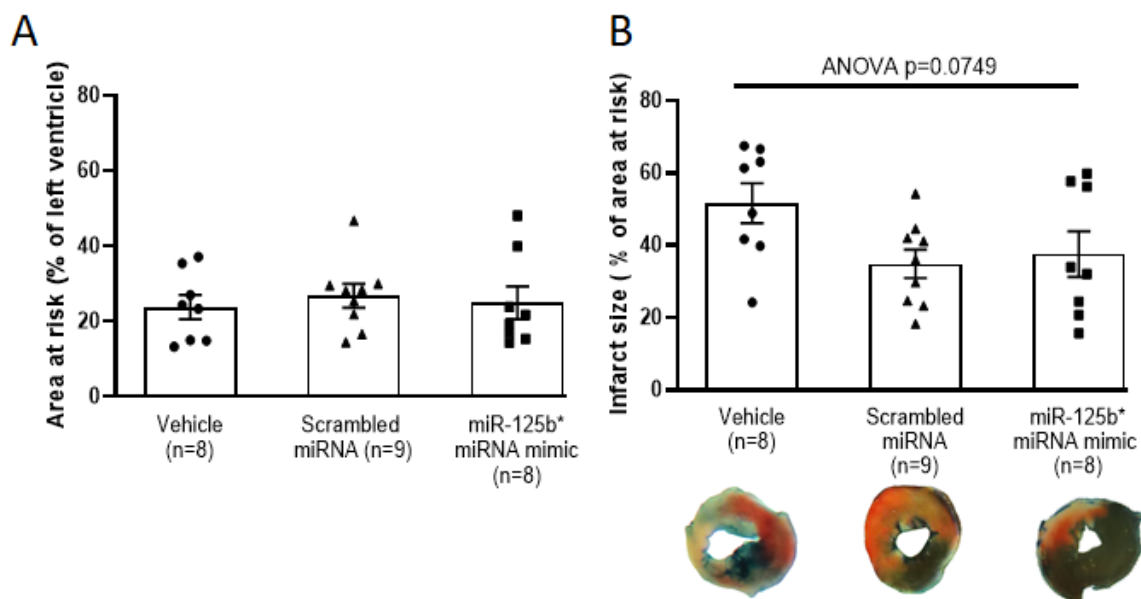 A
Area at risk (% of left ventricle)
80
60
40
20
0
Vehicle
(n=8)
Scrambled
miRNA (n=9)
miR-125b*
miRNA mimic
(n=8)
B
ANOVA p=0.0749
Infarct size ( % of area at risk)
80
60
40
20
0
Vehicle
(n=8)
Scrambled
miRNA
(n=9)
miR-125b*
miRNA mimic
(n=8)